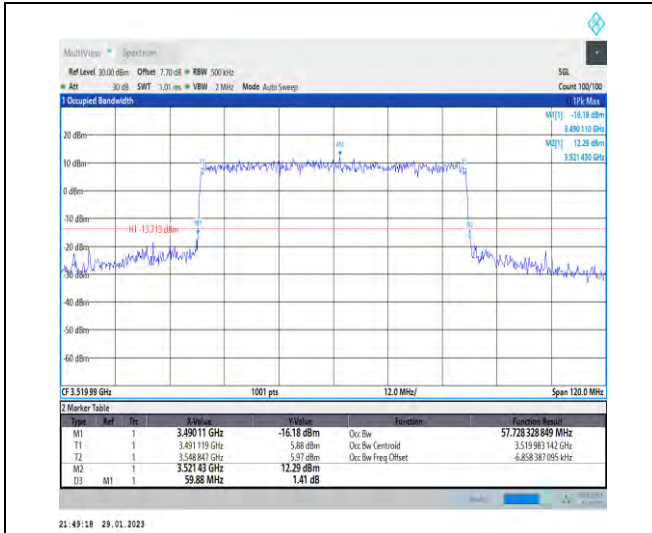 MultiView Spectrum
Ref Level 30.00 dBm Offset 7.70 dB RBW 500 kHz SGL
Att 30 dB SWT 1.01 ms VBW 2 MHz Mode Auto Sweep Count 100/100
1 Occupied Bandwidth 1Pk Max
M1[1] -16.18 dBm
3.490 110 GHz
M2[1] 12.29 dBm
3.521 430 GHz
20 dBm
M2
10 dBm
0 dBm
-10 dBm
H1 -13.713 dBm
M1
-20 dBm
-30 dBm
-40 dBm
-50 dBm
-60 dBm
CF 3.519 99 GHz 1001 pts 12.0 MHz/ Span 120.0 MHz
2 Marker Table
Type Ref Trc X-Value Y-Value Function Function Result
M1 1 3.490 11 GHz -16.18 dBm Occ Bw 57.728 328 849 MHz
T1 1 3.491 119 GHz 5.88 dBm Occ Bw Centroid 3.519 983 142 GHz
T2 1 3.548 847 GHz 5.97 dBm Occ Bw Freq Offset -6.858 387 095 kHz
M2 1 3.521 43 GHz 12.29 dBm
D3 M1 1 59.88 MHz 1.41 dB
21:49:18 29.01.2023